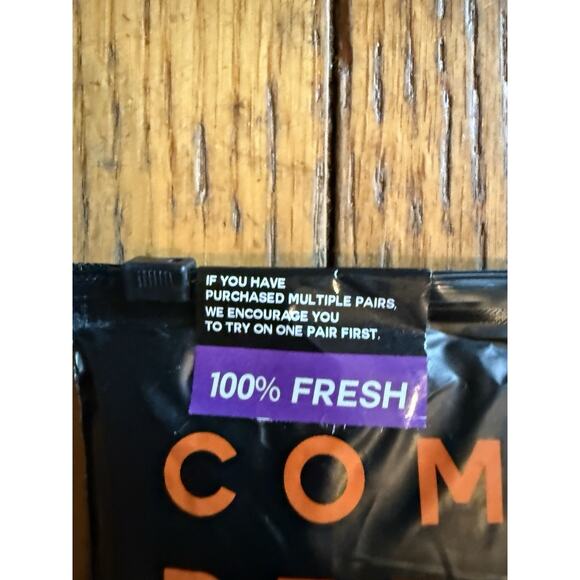 IF YOU HAVE
PURCHASED MULTIPLE PAIRS,
WE ENCOURAGE YOU
TO TRY ON ONE PAIR FIRST.
100% FRESH
COM